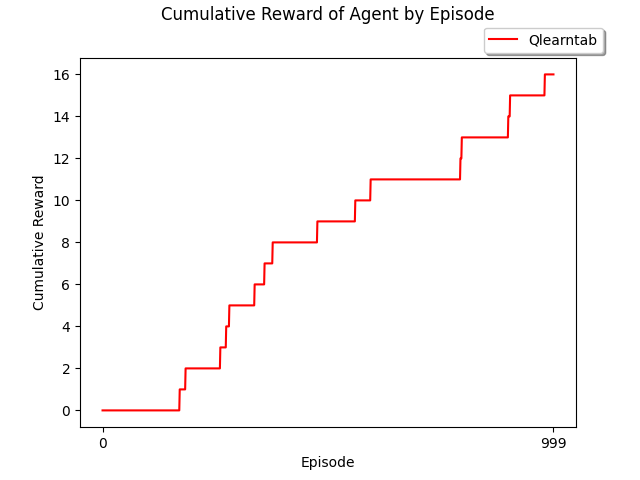 Cumulative Reward of Agent by Episode
Qlearntab
16
14
12
10
8
6
4
2
0
Cumulative Reward
0
999
Episode